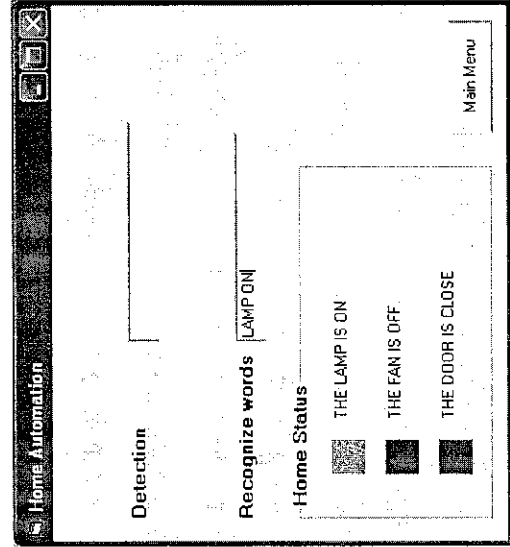 Home Automation
Detection
Recognize words LAMP ON
Home Status
THE LAMP IS ON
THE FAN IS OFF
THE DOOR IS CLOSE
Main Menu